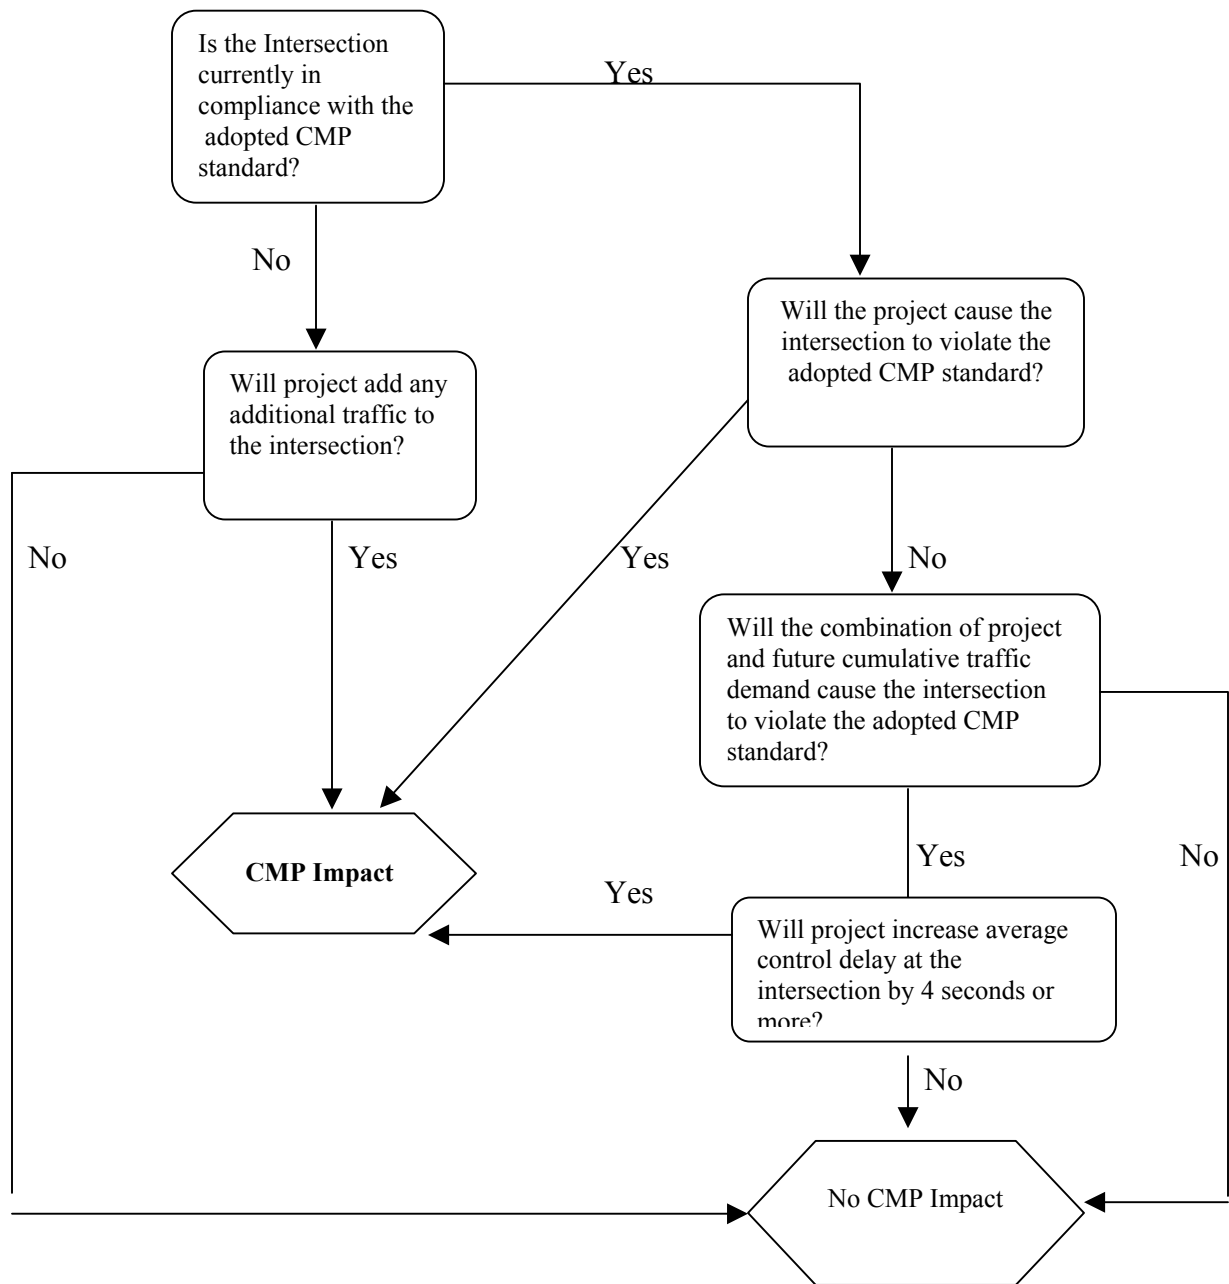 Is the Intersection
currently in
compliance with the
adopted CMP
standard?
Yes
No
Will the project cause the
intersection to violate the
adopted CMP standard?
Will project add any
additional traffic to
the intersection?
No
Yes
Yes
No
Will the combination of project
and future cumulative traffic
demand cause the intersection
to violate the adopted CMP
standard?
CMP Impact
Yes
Yes
No
Will project increase average
control delay at the
intersection by 4 seconds or
more?
No
No CMP Impact